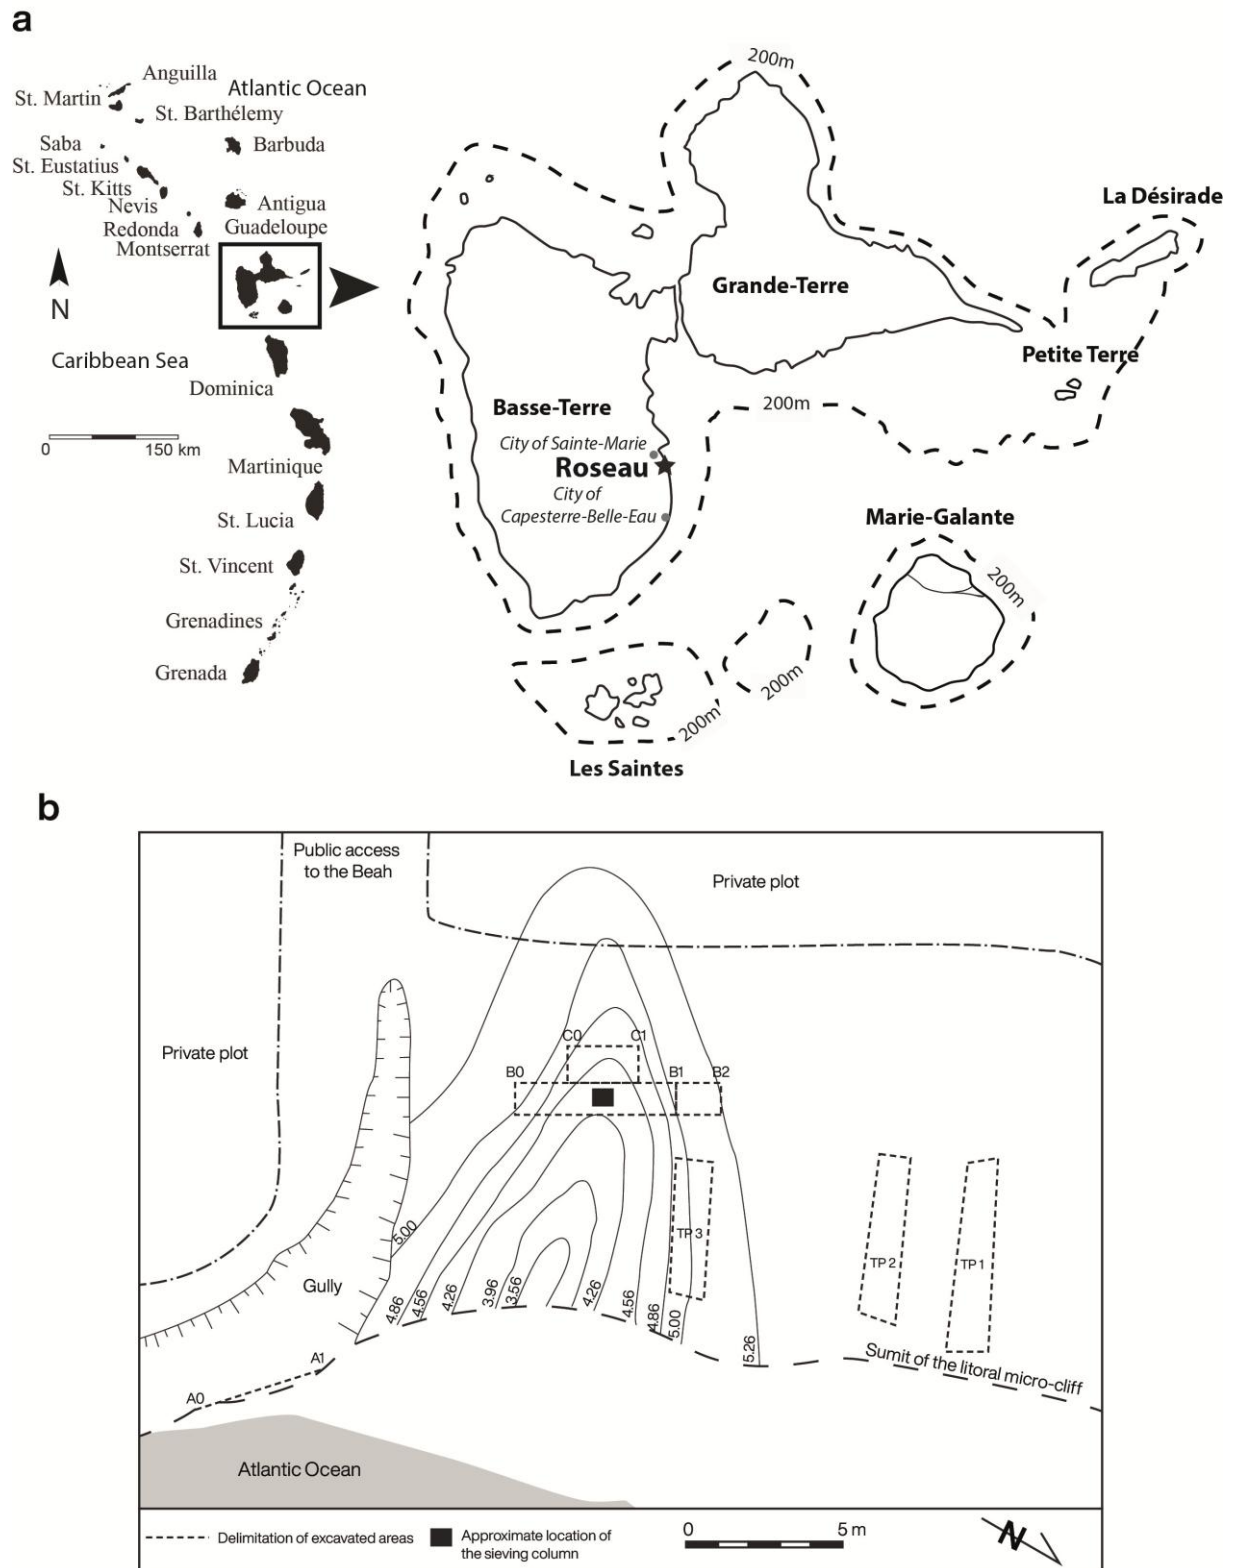 a
Anguilla
Atlantic Ocean
St. Martin
St. Barthélemy
Saba
Barbuda
St. Eustatius
St. Kitts
Nevis
Antigua
Redonda
Guadeloupe
Montserrat
N
Caribbean Sea
Dominica
0
150 km
Martinique
St. Lucia
St. Vincent
Grenadines
Grenada
200m
La Désirade
Grande-Terre
Petite Terre
Basse-Terre
200m
City of Sainte-Marie
Roseau
City of
Capesterre-Belle-Eau
Marie-Galante
200m
200m
200m
Les Saintes
b
Public access
to the Beah
Private plot
Private plot
C0
C1
B0
B1
B2
5.00
TP 3
TP 2
TP 1
Gully
4.86
4.56
4.26
3.96
3.56
4.26
4.56
4.86
5.00
5.26
Sumit of the litoral micro-cliff
A1
A0
Atlantic Ocean
Delimitation of excavated areas
Approximate location of
the sieving column
0
5 m
N